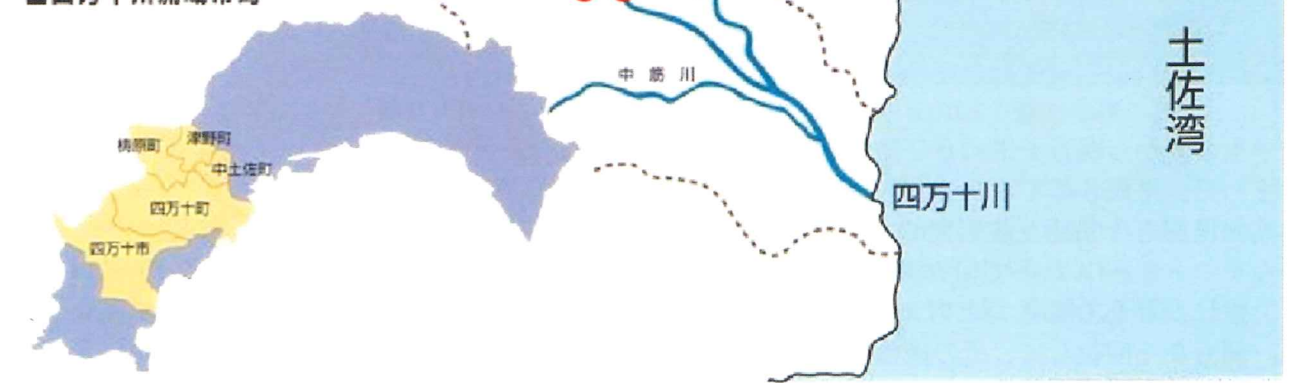 中筋川
土佐湾
津野町
梼原町
中土佐町
四万十町
四万十川
四万十市